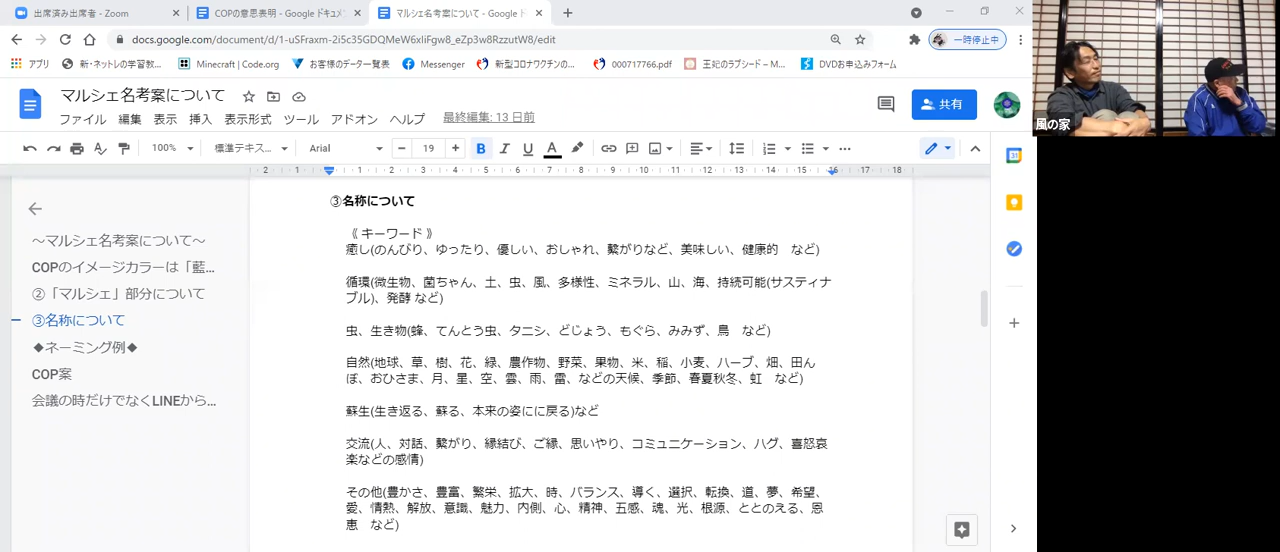 出席済み出席者 - Zoom
COPの意思表明 - Google ドキュメン
マルシェ名考案について - Google ド
docs.google.com/document/d/1-uSFraxm-2i5c35GDQMeW6xIiFgw8_eZp3w8RzzutW8/edit
一時停止中
アプリ
新・ネットレの学習教...
Minecraft | Code.org
お客様のデーター覧表
Messenger
新型コロナワクチンの...
000717766.pdf
王妃のラブシード – M...
DVDお申込みフォーム
マルシェ名考案について
共有
ファイル 編集 表示 挿入 表示形式 ツール アドオン ヘルプ 最終編集: 13 日前
100% 標準テキス... Arial 19 B I U A
2 1 1 2 3 4 5 6 7 8 9 10 11 12 13 14 15 16 17 18
～マルシェ名考案について～
COPのイメージカラーは「藍...
②「マルシェ」部分について
③名称について
◆ネーミング例◆
COP案
会議の時だけでなくLINEから...
③名称について
《 キーワード 》
癒し(のんびり、ゆったり、優しい、おしゃれ、繋がりなど、美味しい、健康的 など)
循環(微生物、菌ちゃん、土、虫、風、多様性、ミネラル、山、海、持続可能(サスティナ
ブル)、発酵 など)
虫、生き物(蜂、てんとう虫、タニシ、どじょう、もぐら、みみず、鳥 など)
自然(地球、草、樹、花、緑、農作物、野菜、果物、米、稲、小麦、ハーブ、畑、田ん
ぼ、おひさま、月、星、空、雲、雨、雷、などの天候、季節、春夏秋冬、虹 など)
蘇生(生き返る、蘇る、本来の姿にに戻る)など
交流(人、対話、繋がり、縁結び、ご縁、思いやり、コミュニケーション、ハグ、喜怒哀
楽などの感情)
その他(豊かさ、豊富、繁栄、拡大、時、バランス、導く、選択、転換、道、夢、希望、
愛、情熱、解放、意識、魅力、内側、心、精神、五感、魂、光、根源、ととのえる、恩
恵 など)
風の家
31